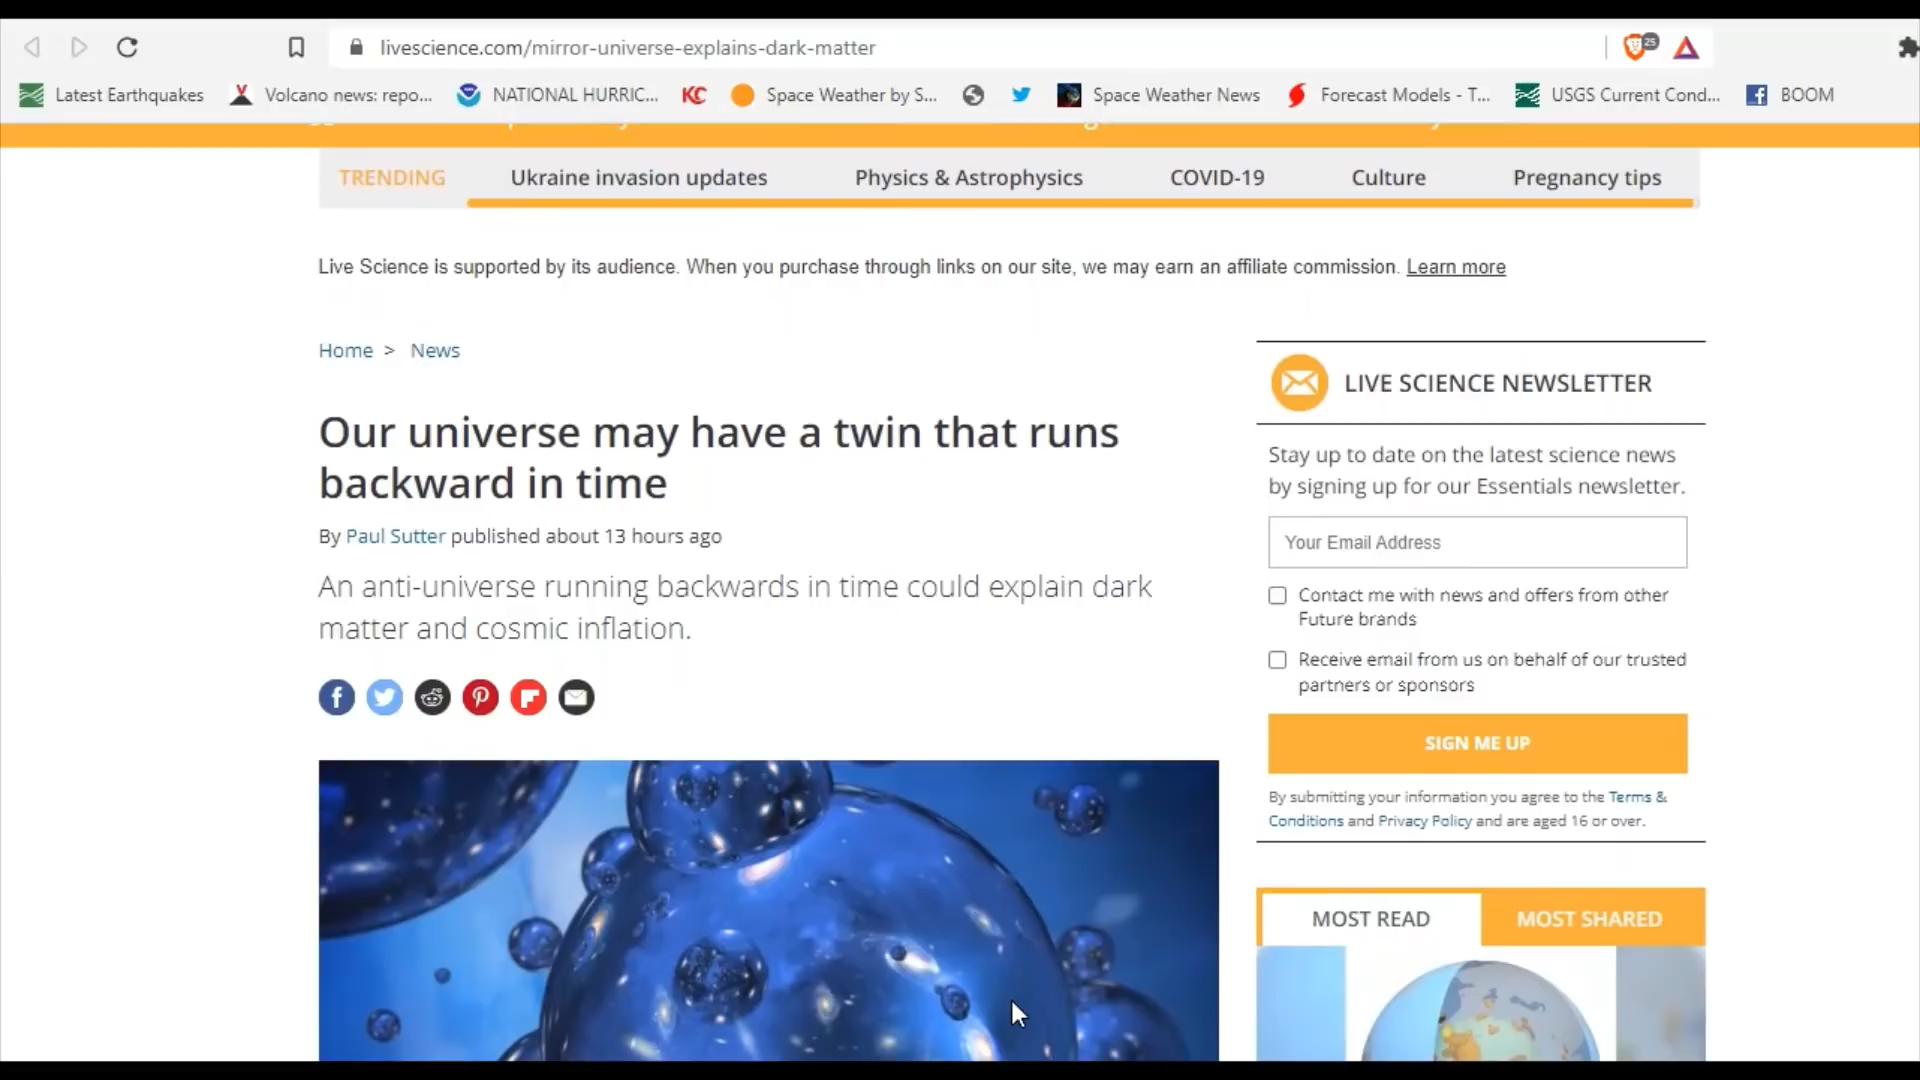 livescience.com/mirror-universe-explains-dark-matter
25
Latest Earthquakes
Volcano news: repo...
NATIONAL HURRIC...
KC
Space Weather by S...
Space Weather News
Forecast Models - T...
USGS Current Cond...
BOOM
TRENDING
Ukraine invasion updates
Physics & Astrophysics
COVID-19
Culture
Pregnancy tips
Live Science is supported by its audience. When you purchase through links on our site, we may earn an affiliate commission. Learn more
Home > News
Our universe may have a twin that runs
backward in time
By Paul Sutter published about 13 hours ago
An anti-universe running backwards in time could explain dark
matter and cosmic inflation.
LIVE SCIENCE NEWSLETTER
Stay up to date on the latest science news
by signing up for our Essentials newsletter.
Your Email Address
Contact me with news and offers from other
Future brands
Receive email from us on behalf of our trusted
partners or sponsors
SIGN ME UP
By submitting your information you agree to the Terms &
Conditions and Privacy Policy and are aged 16 or over.
MOST READ
MOST SHARED